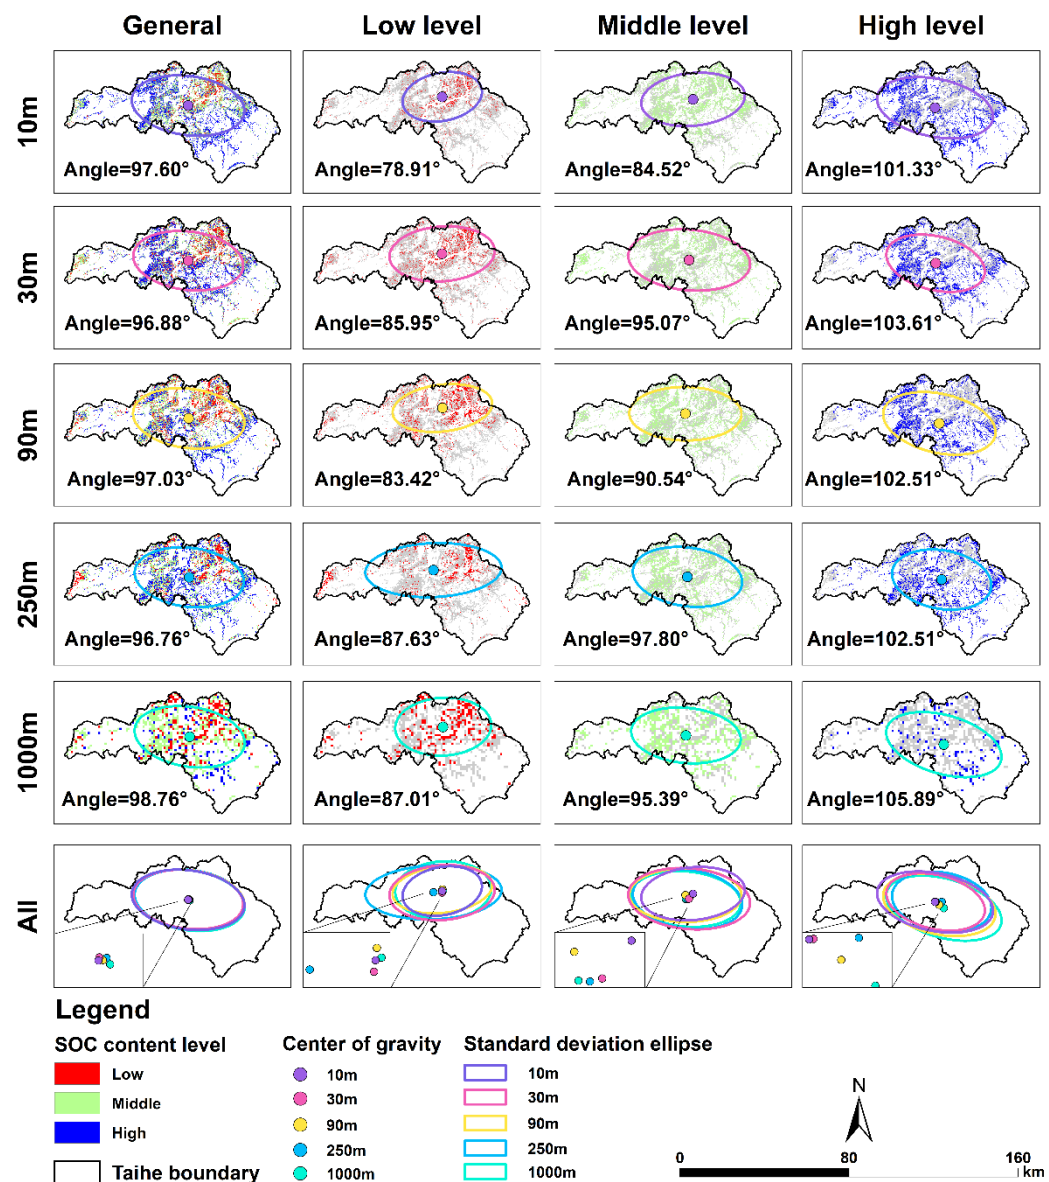 General Low level Middle level High level
10m
Angle=97.60° Angle=78.91° Angle=84.52° Angle=101.33°
30m
Angle=96.88° Angle=85.95° Angle=95.07° Angle=103.61°
90m
Angle=97.03° Angle=83.42° Angle=90.54° Angle=102.51°
250m
Angle=96.76° Angle=87.63° Angle=97.80° Angle=102.51°
1000m
Angle=98.76° Angle=87.01° Angle=95.39° Angle=105.89°
All
Legend
SOC content level Center of gravity Standard deviation ellipse
Low 10m 10m
Middle 30m 30m
High 90m 90m
250m 250m
Taihe boundary 1000m 1000m
N
0 80 160
km